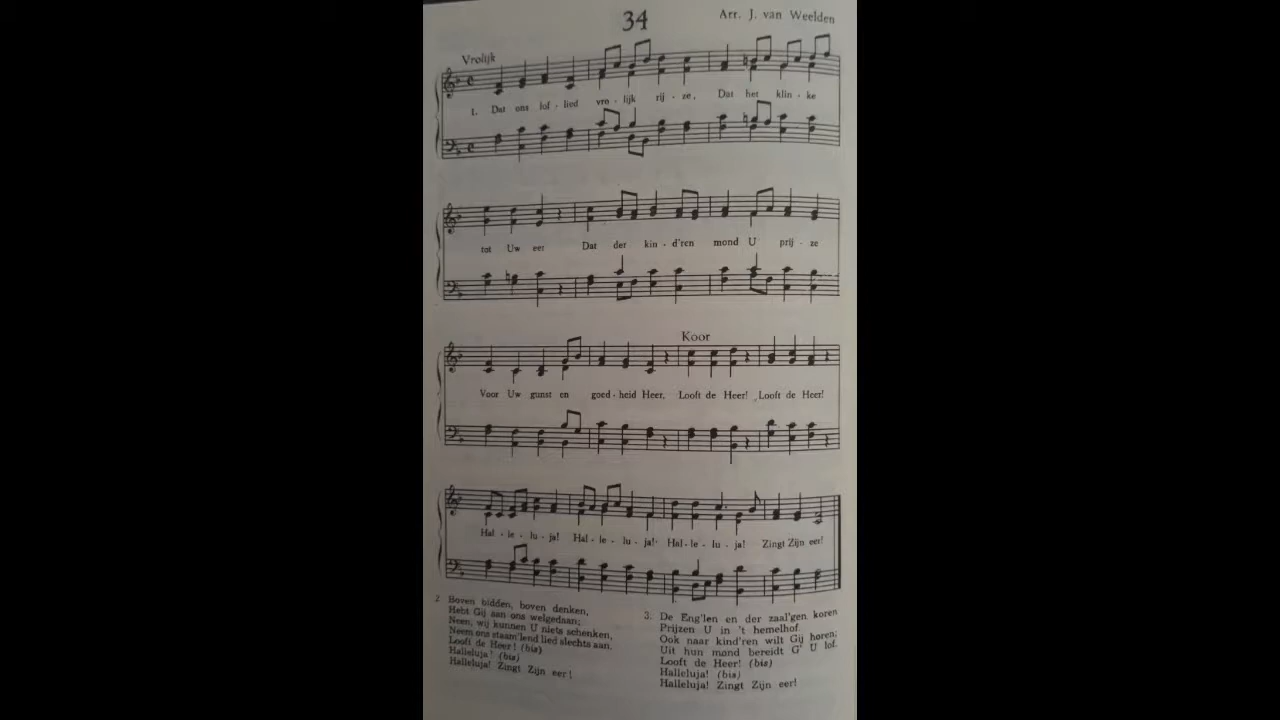 34
Arr. J. van Weelden
Vrolijk
1. Dat ons lof - lied vro - lijk rij - ze, Dat het klin - ke
tot Uw eer Dat der kin - d'ren mond U prij - ze
Koor
Voor Uw gunst en goed - heid Heer, Looft de Heer! Looft de Heer!
Hal - le - lu - ja! Hal - le - lu - ja! Hal - le - lu - ja! Zingt Zijn eer!
2 Boven bidden, boven denken,
Hebt Gij aan ons welgedaan;
Neen, wij kunnen U niets schenken,
Neem ons staam'lend lied slechts aan.
Looft de Heer! (bis)
Halleluja! (bis)
Halleluja! Zingt Zijn eer!
3. De Eng'len en der zaal'gen koren
Prijzen U in 't hemelhof.
Ook naar kind'ren wilt Gij horen;
Uit hun mond bereidt G' U lof.
Looft de Heer! (bis)
Halleluja! (bis)
Halleluja! Zingt Zijn eer!